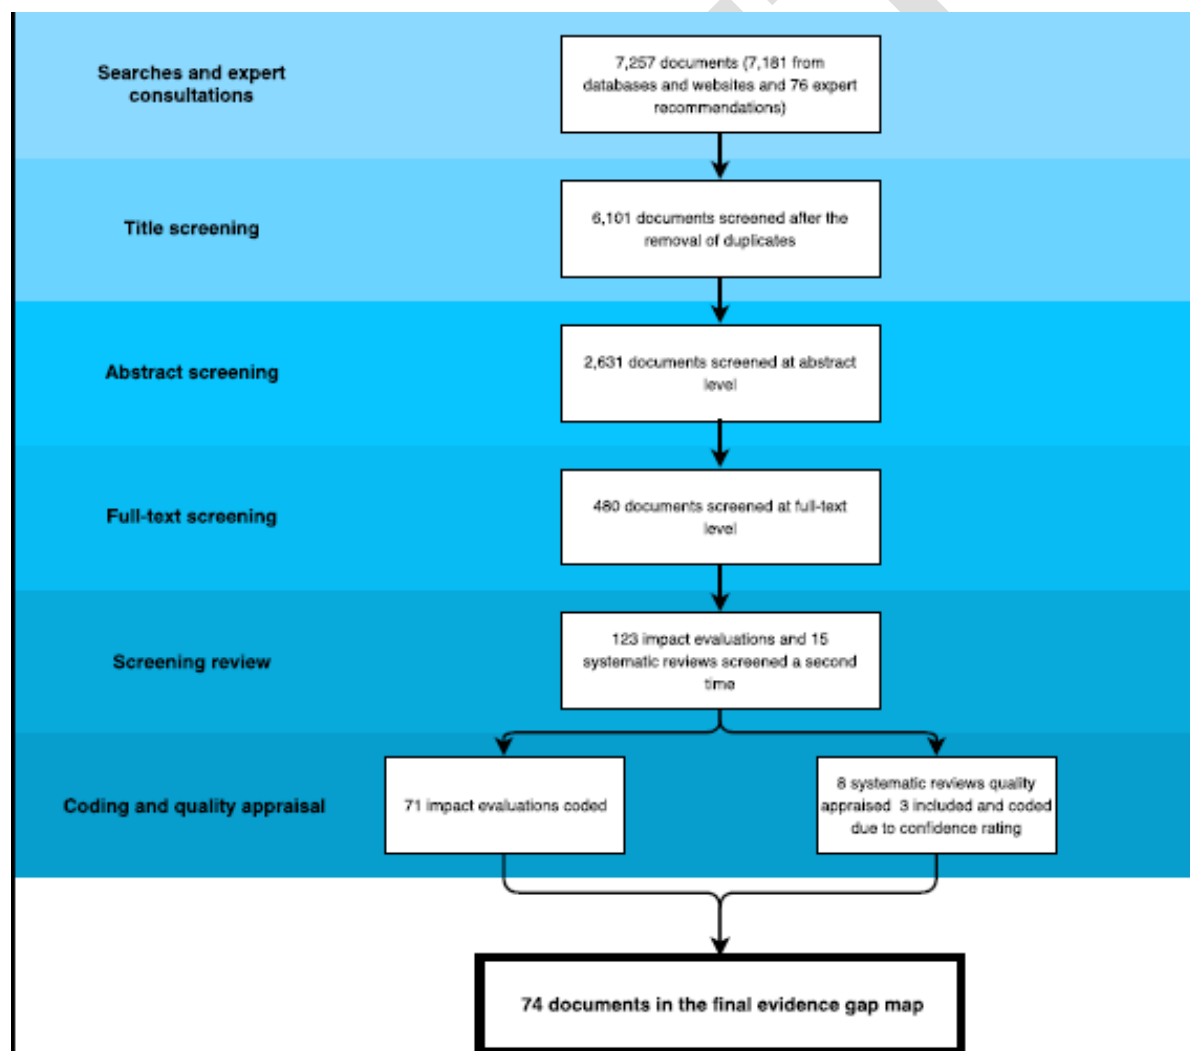 Searches and expert
consultations
7,257 documents (7,181 from
databases and websites and 76 expert
recommendations)
Title screening
6,101 documents screened after the
removal of duplicates
Abstract screening
2,631 documents screened at abstract
level
Full-text screening
480 documents screened at full-text
level
Screening review
123 impact evaluations and 15
systematic reviews screened a second
time
Coding and quality appraisal
71 impact evaluations coded
8 systematic reviews quality
appraised 3 included and coded
due to confidence rating
74 documents in the final evidence gap map